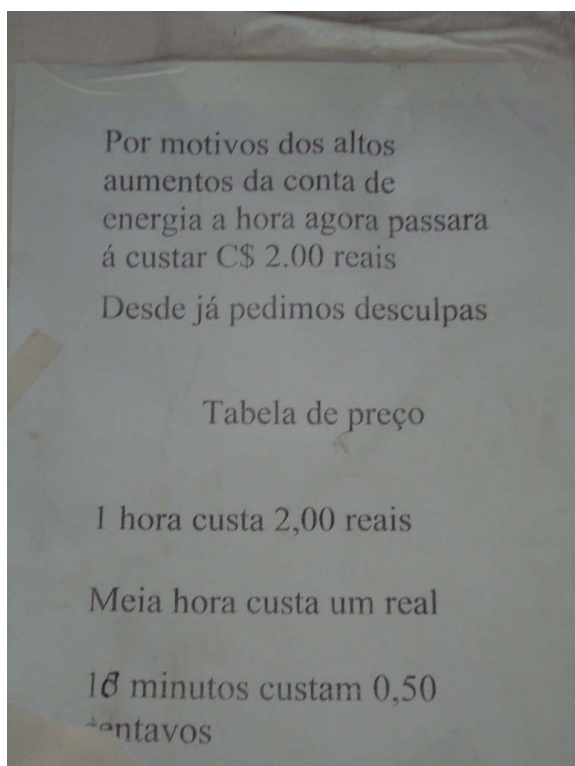 Por motivos dos altos
aumentos da conta de
energia a hora agora passara
á custar C$ 2.00 reais
Desde já pedimos desculpas
Tabela de preço
1 hora custa 2,00 reais
Meia hora custa um real
minutos custam 0,50
centavos